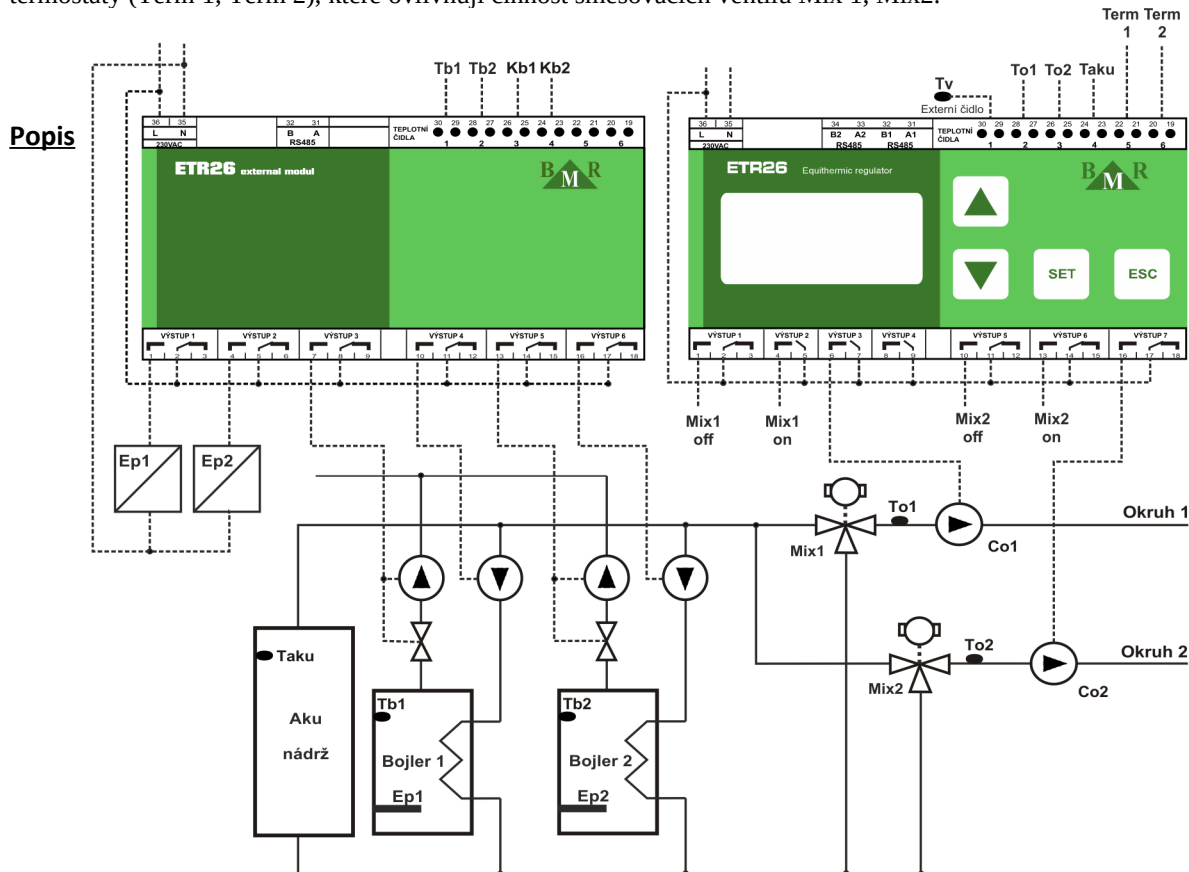 termostaty (Term 1, Term 2), které ovlivňují činnost směšovacích ventilů Mix 1, Mix2.
Popis
Term Term
1 2
Tb1 Tb2 Kb1 Kb2
To1 To2 Taku
Tv
Externí čidlo
36 35 32 31 30 29 28 27 26 25 24 23 22 21 20 19
L N B A TEPLOTNÍ
230VAC RS485 ČIDLA 1 2 3 4 5 6
ETR26 external modul
B M R
VÝSTUP 1 VÝSTUP 2 VÝSTUP 3 VÝSTUP 4 VÝSTUP 5 VÝSTUP 6
1 2 3 4 5 6 7 8 9 10 11 12 13 14 15 16 17 18
36 35 34 33 32 31 30 29 28 27 26 25 24 23 22 21 20 19
L N B2 A2 B1 A1 TEPLOTNÍ
230VAC RS485 RS485 ČIDLA 1 2 3 4 5 6
ETR26 Equithermic regulator
B M R
SET ESC
VÝSTUP 1 VÝSTUP 2 VÝSTUP 3 VÝSTUP 4 VÝSTUP 5 VÝSTUP 6 VÝSTUP 7
1 2 3 4 5 6 7 8 9 10 11 12 13 14 15 16 17 18
Mix1
off
Mix1
on
Mix2
off
Mix2
on
Ep1 Ep2
To1
Okruh 1
Mix1
Co1
To2
Okruh 2
Mix2
Co2
Taku
Aku
nádrž
Tb1
Bojler 1
Ep1
Tb2
Bojler 2
Ep2